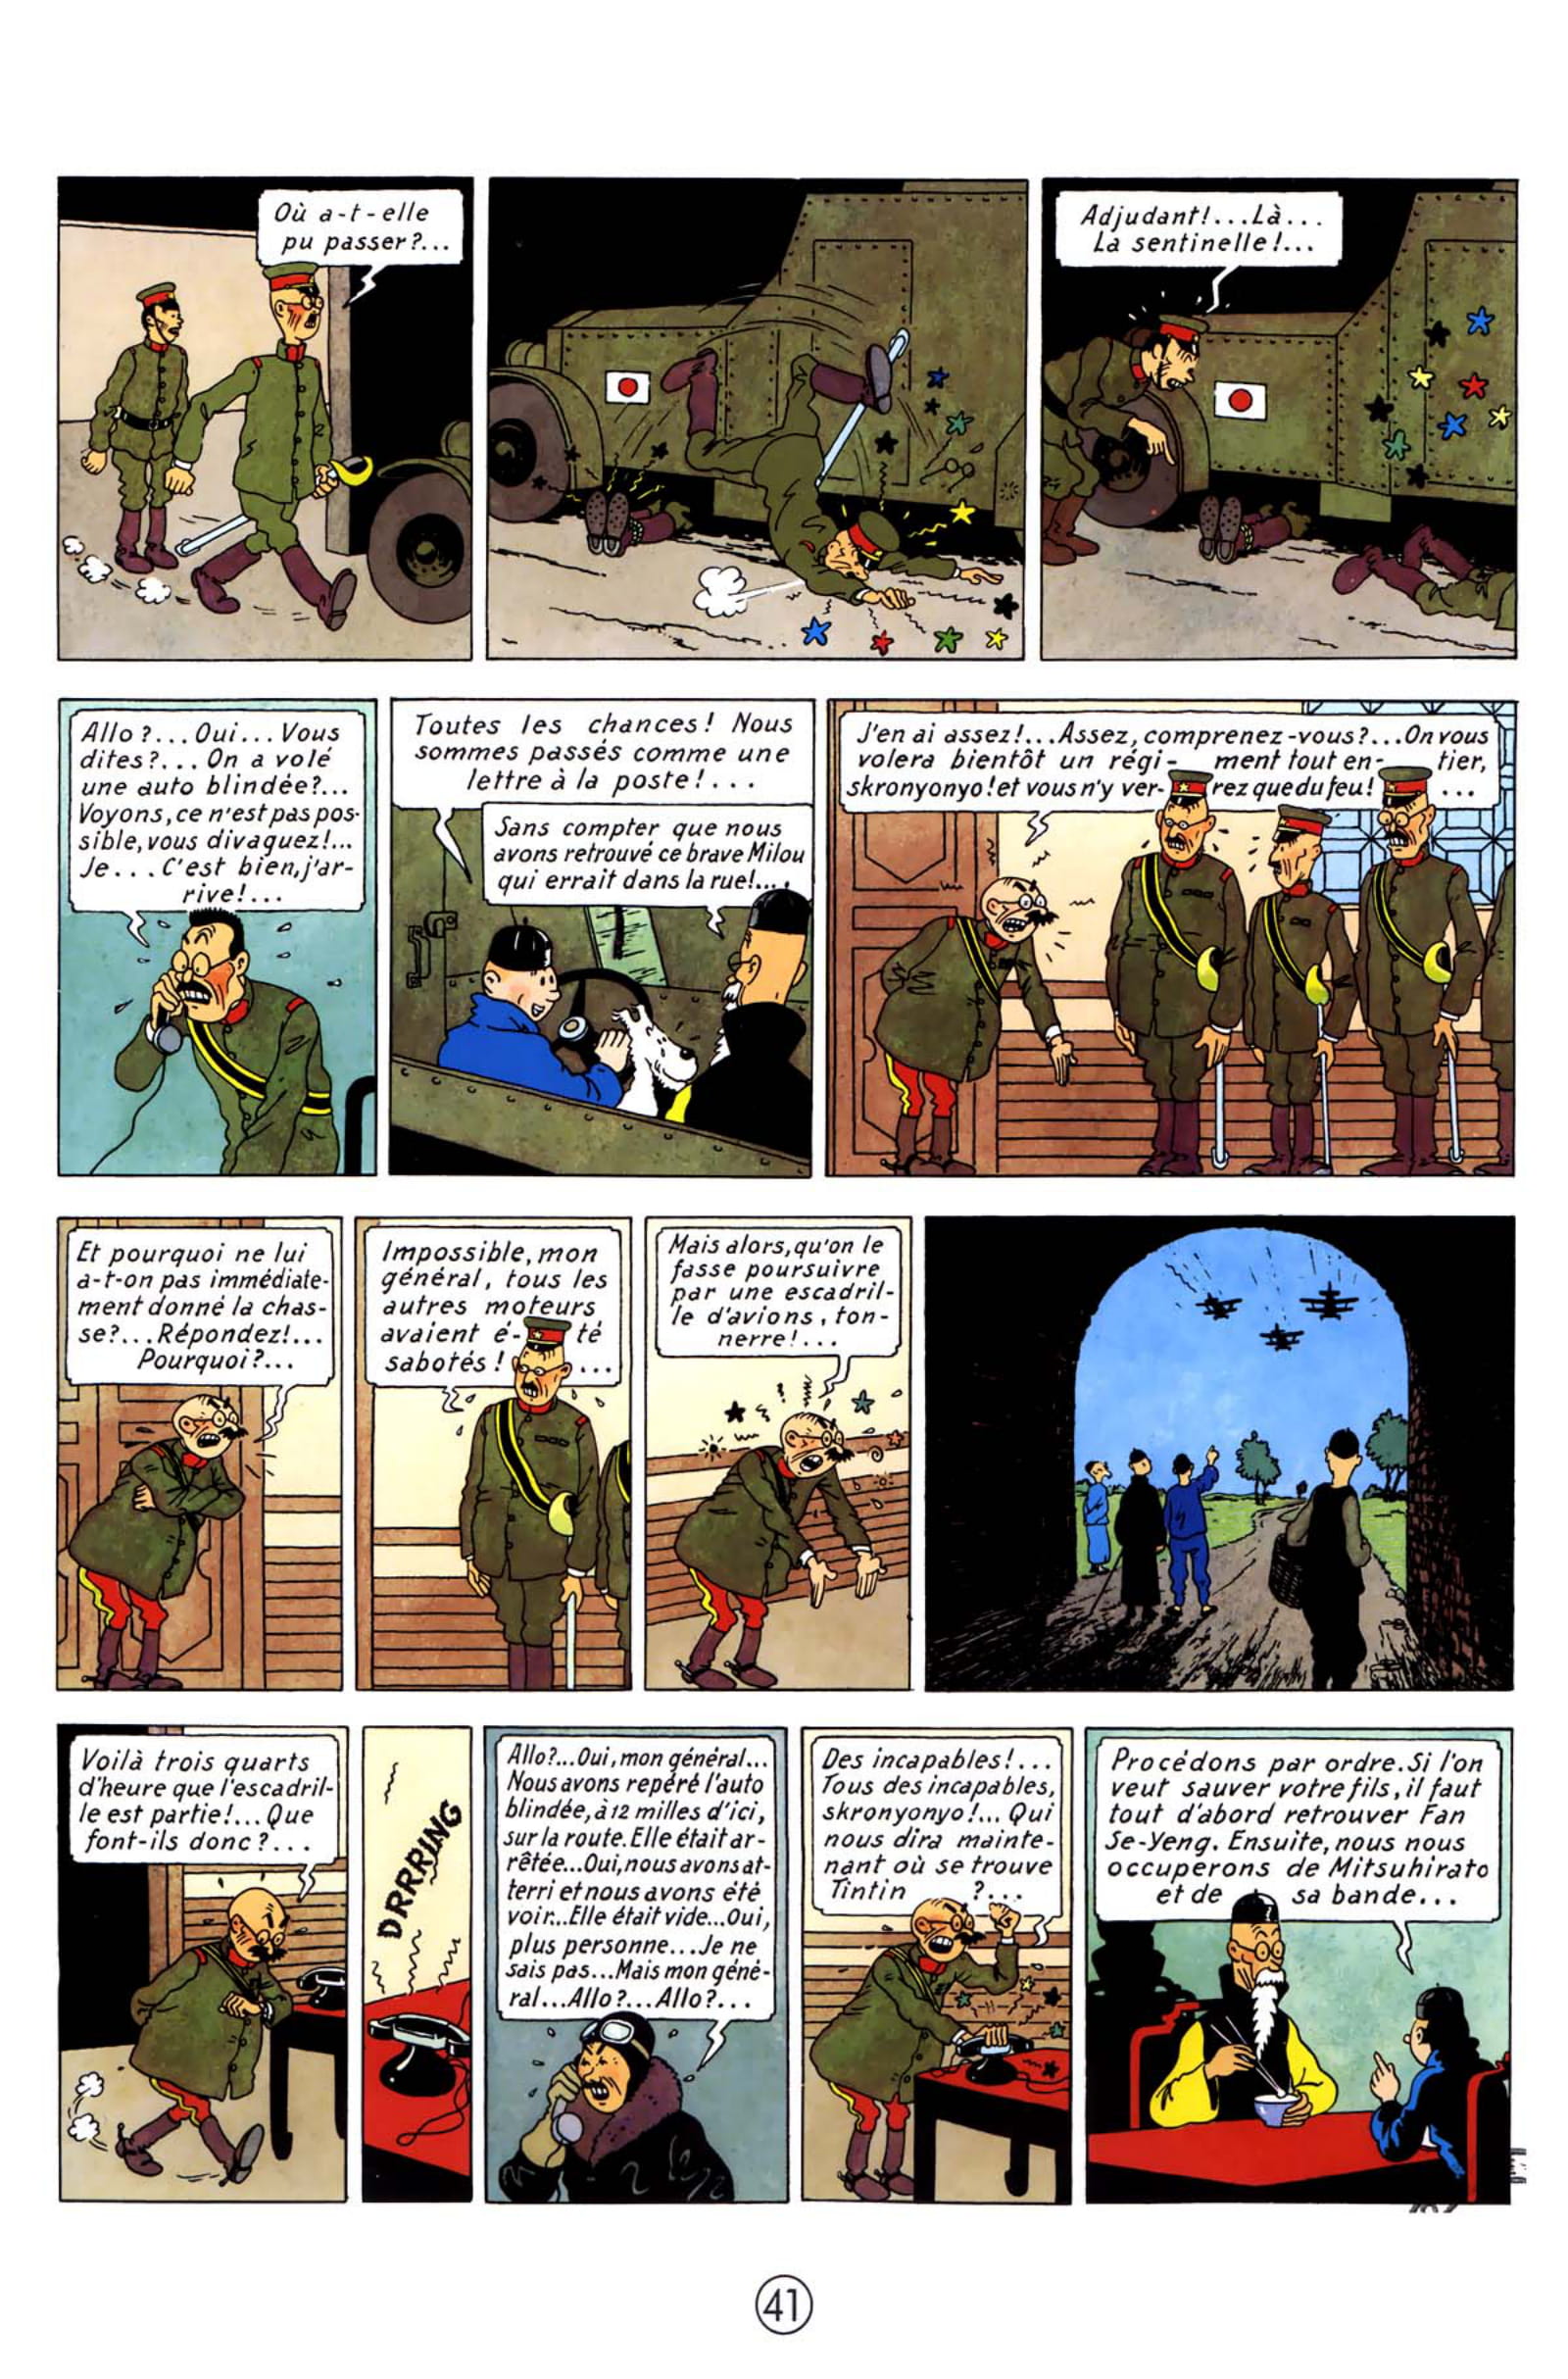 Où a-t-elle
pu passer?...
Adjudant!...Là...
La sentinelle!...
Allo?...Oui...Vous
dites?... On a volé
une auto blindée?...
Voyons, ce n'est pas pos-
sible, vous divaguez!...
Je... C'est bien, j'ar-
rive!...
Toutes les chances! Nous
sommes passés comme une
lettre à la poste!...
Sans compter que nous
avons retrouvé ce brave Milou
qui errait dans la rue!...
J'en ai assez!...Assez, comprenez-vous?...On vous
volera bientôt un régi- ment tout en- tier,
skronyonyo! et vous n'y ver- rez que du feu! ...
Et pourquoi ne lui
a-t-on pas immédiate-
ment donné la chas-
se?...Répondez!...
Pourquoi?...
Impossible, mon
général, tous les
autres moteurs
avaient é- té
sabotés! ...
Mais alors, qu'on le
fasse poursuivre
par une escadril-
le d'avions, ton-
nerre!...
Voilà trois quarts
d'heure que l'escadril-
le est partie!... Que
font-ils donc?...
DRRRING
Allo?...Oui, mon général...
Nous avons repéré l'auto
blindée, à 12 milles d'ici,
sur la route. Elle était ar-
rêtée...Oui, nous avons at-
terri et nous avons été
voir...Elle était vide...Oui,
plus personne...Je ne
sais pas...Mais mon géné-
ral...Allo?...Allo?...
Des incapables!...
Tous des incapables,
skronyonyo!... Qui
nous dira mainte-
nant où se trouve
Tintin ?...
Procédons par ordre. Si l'on
veut sauver votre fils, il faut
tout d'abord retrouver Fan
Se-Yeng. Ensuite, nous nous
occuperons de Mitsuhirato
et de sa bande...
41